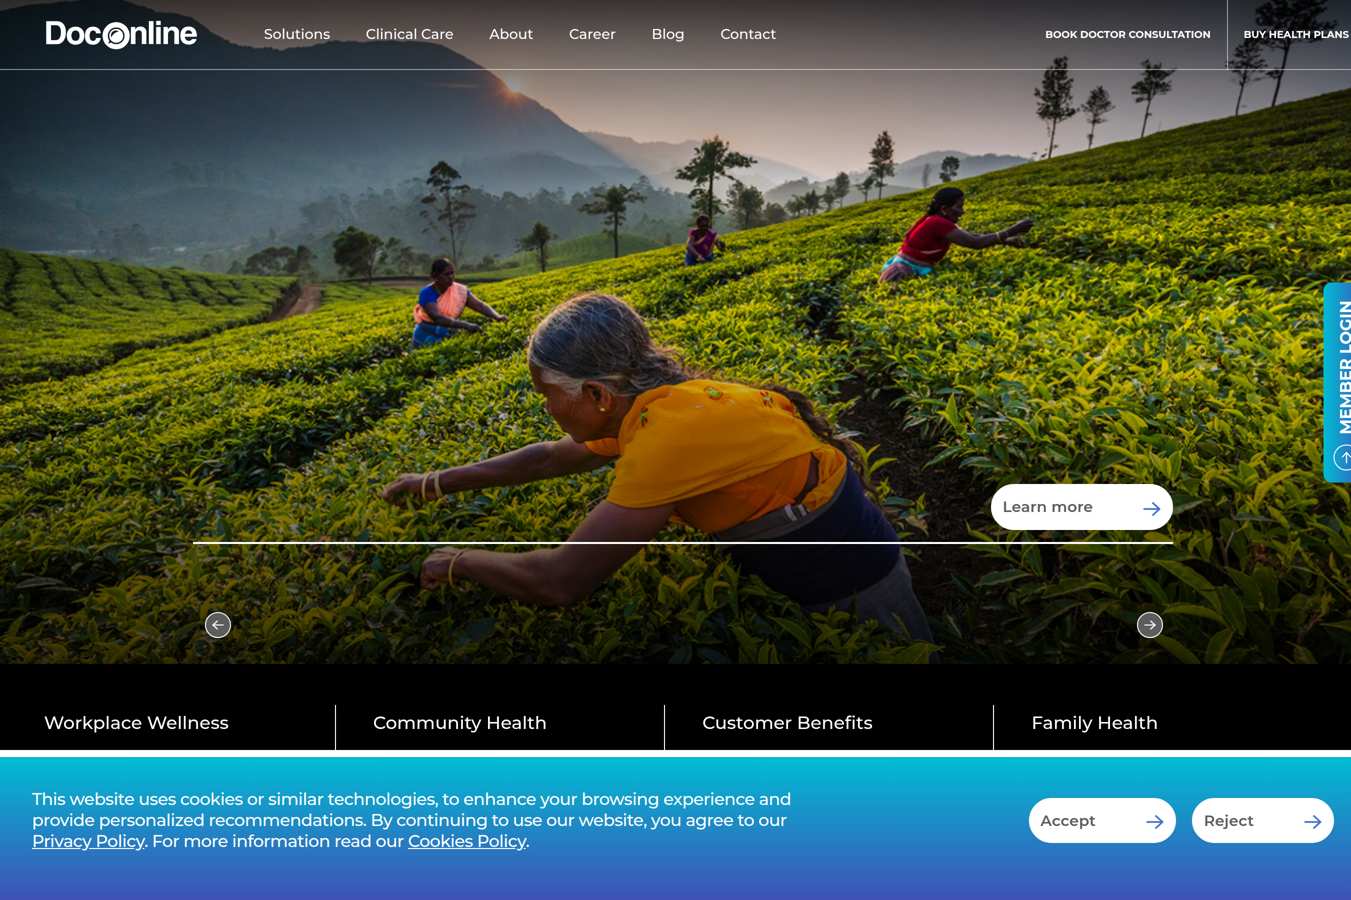 DocOnline
Solutions
Clinical Care
About
Career
Blog
Contact
BOOK DOCTOR CONSULTATION
BUY HEALTH PLANS
MEMBER LOGIN
Learn more
Workplace Wellness
Community Health
Customer Benefits
Family Health
This website uses cookies or similar technologies, to enhance your browsing experience and
provide personalized recommendations. By continuing to use our website, you agree to our
Privacy Policy. For more information read our Cookies Policy.
Accept
Reject